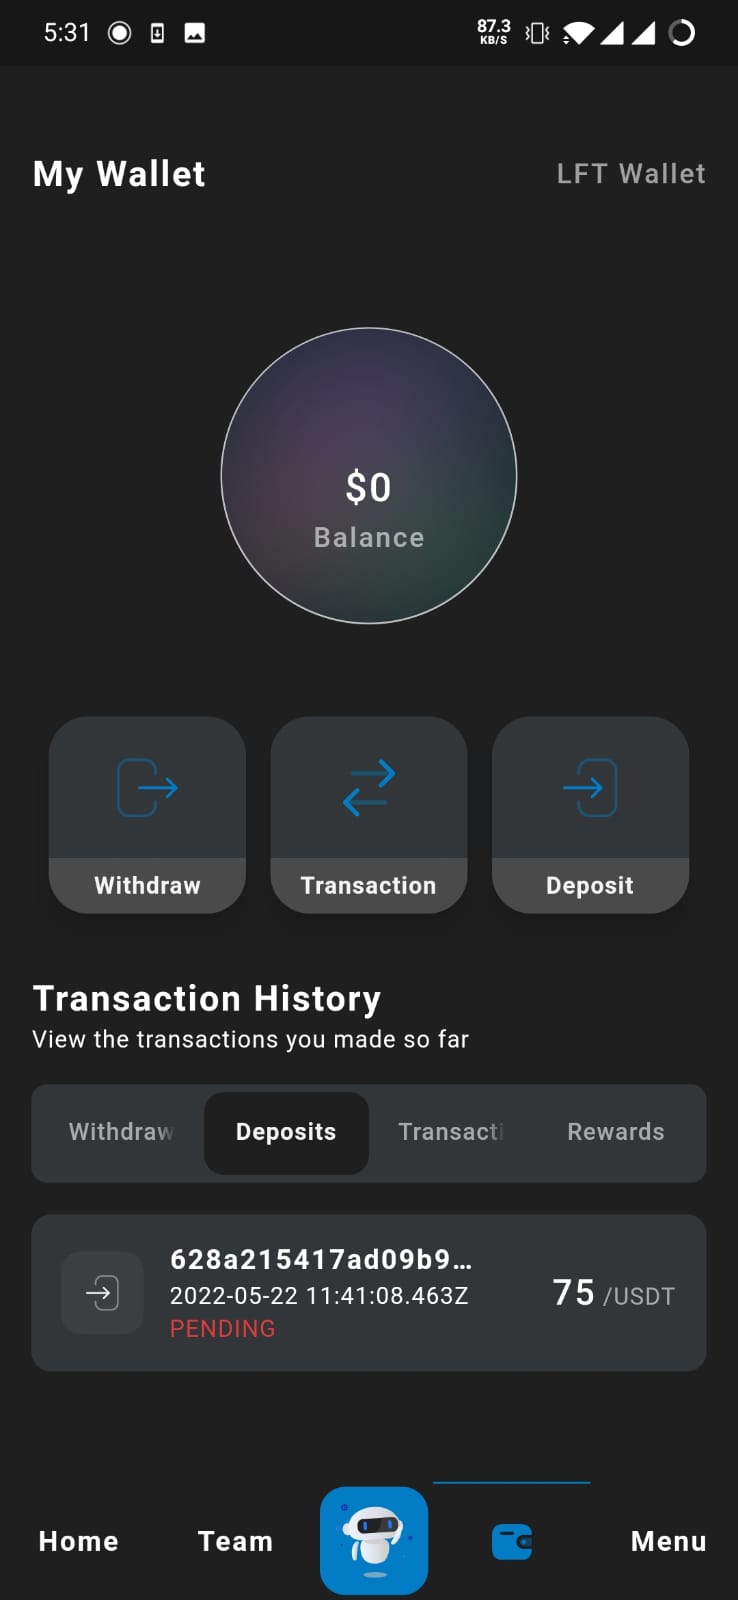 5:31
87.3
KB/S
My Wallet
LFT Wallet
$0
Balance
Withdraw
Transaction
Deposit
Transaction History
View the transactions you made so far
Withdraw
Deposits
Transacti
Rewards
628a215417ad09b9...
2022-05-22 11:41:08.463Z
PENDING
75 /USDT
Home
Team
Menu